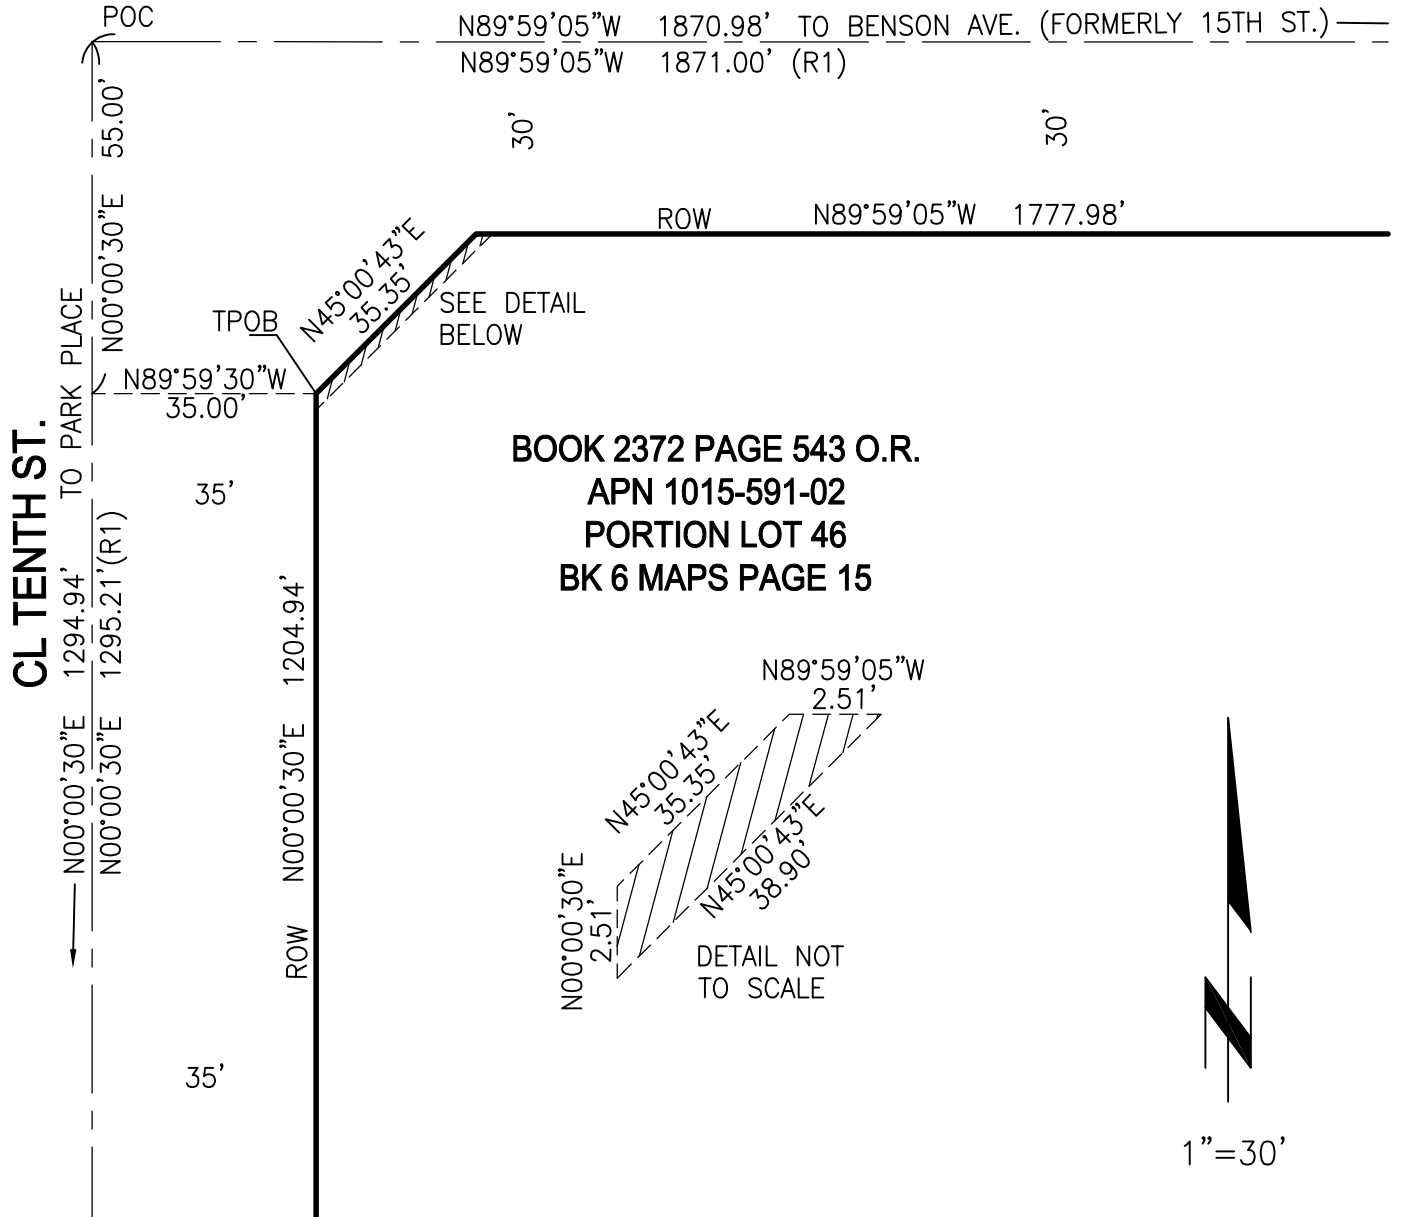 POC
N89°59'05"W 1870.98' TO BENSON AVE. (FORMERLY 15TH ST.)
N89°59'05"W 1871.00' (R1)
N00°00'30"E 55.00'
30'
30'
ROW N89°59'05"W 1777.98'
N45°00'43"E
35.35'
SEE DETAIL
BELOW
TPOB
N89°59'30"W
35.00'
CL TENTH ST.
N00°00'30"E 1294.94' TO PARK PLACE
N00°00'30"E 1295.21'(R1)
35'
BOOK 2372 PAGE 543 O.R.
APN 1015-591-02
PORTION LOT 46
BK 6 MAPS PAGE 15
ROW N00°00'30"E 1204.94'
N89°59'05"W
2.51'
N45°00'43"E
35.35'
N45°00'43"E
38.90'
N00°00'30"E
2.51'
DETAIL NOT
TO SCALE
35'
N
1"=30'